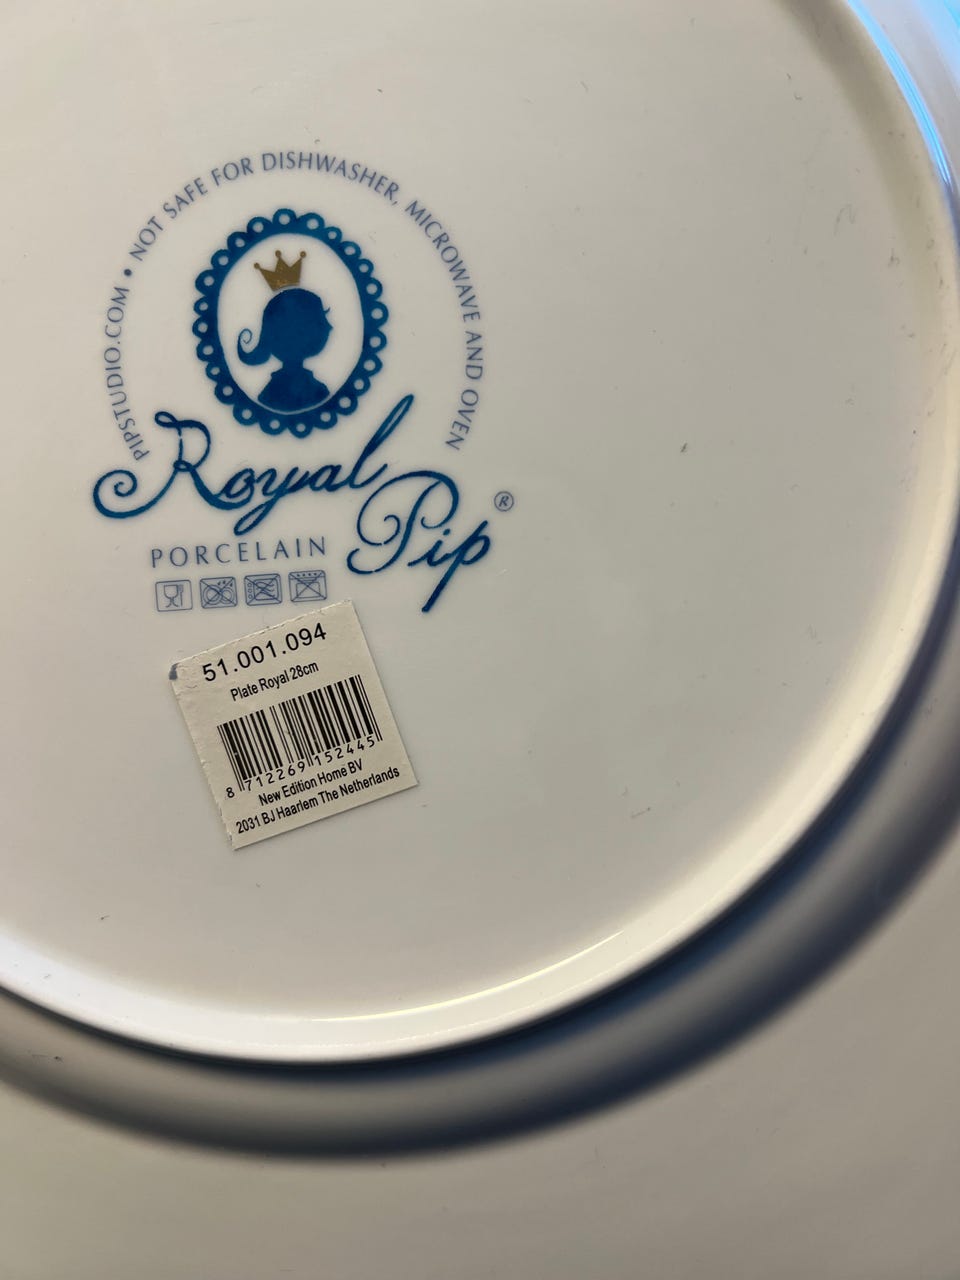 PIPSTUDIO.COM • NOT SAFE FOR DISHWASHER, MICROWAVE AND OVEN
Royal
Pip®
PORCELAIN
51.001.094
Plate Royal 28cm
8 712269 152445
New Edition Home BV
2031 BJ Haarlem The Netherlands